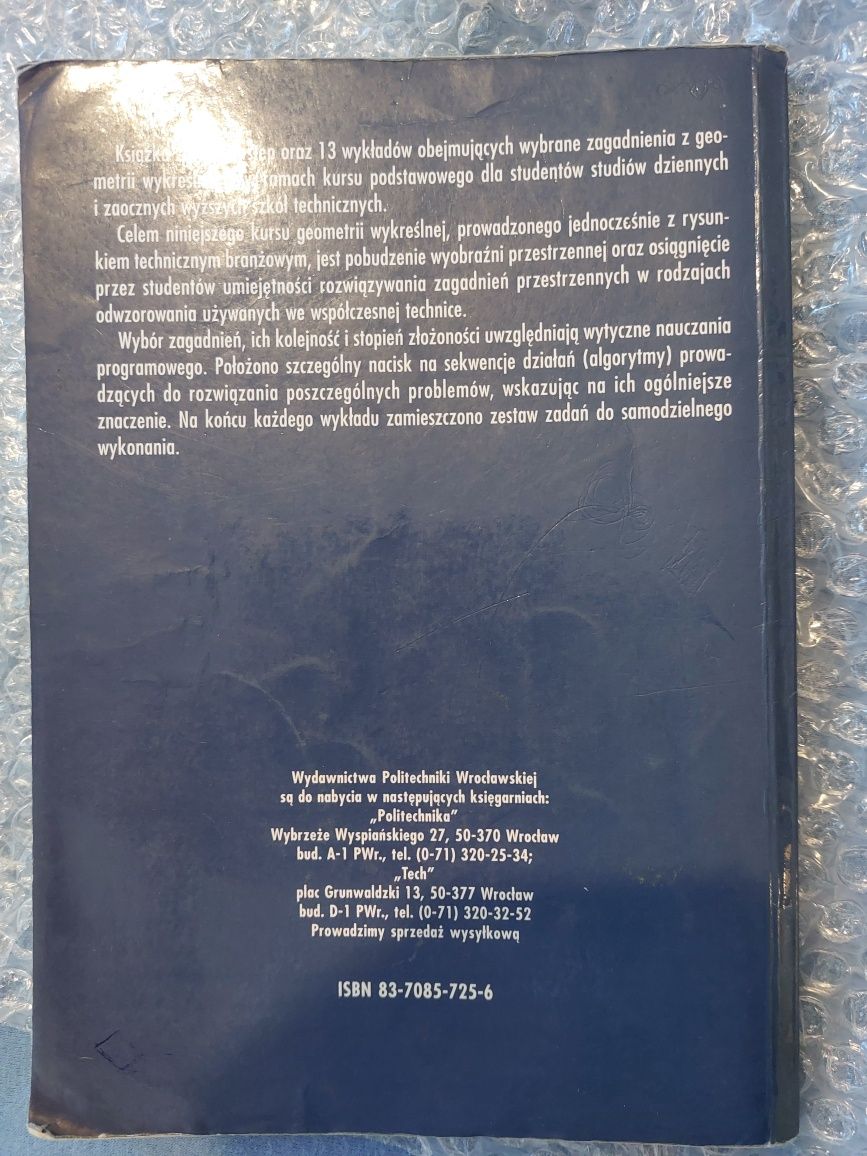 Książka oraz 13 wykładów obejmujących wybrane zagadnienia z geo-
metrii ramach kursu podstawowego dla studentów studiów dziennych
i zaocznych wyższych szkół technicznych.
Celem niniejszego kursu geometrii wykreślnej, prowadzonego jednocześnie z rysun-
kiem technicznym branżowym, jest pobudzenie wyobraźni przestrzennej oraz osiągnięcie
przez studentów umiejętności rozwiązywania zagadnień przestrzennych w rodzajach
odwzorowania używanych we współczesnej technice.
Wybór zagadnień, ich kolejność i stopień złożoności uwzględniają wytyczne nauczania
programowego. Położono szczególny nacisk na sekwencje działań (algorytmy) prowa-
dzących do rozwiązania poszczególnych problemów, wskazując na ich ogólniejsze
znaczenie. Na końcu każdego wykładu zamieszczono zestaw zadań do samodzielnego
wykonania.
Wydawnictwa Politechniki Wrocławskiej
są do nabycia w następujących księgarniach:
„Politechnika”
Wybrzeże Wyspiańskiego 27, 50-370 Wrocław
bud. A-1 PWr., tel. (0-71) 320-25-34;
„Tech”
plac Grunwaldzki 13, 50-377 Wrocław
bud. D-1 PWr., tel. (0-71) 320-32-52
Prowadzimy sprzedaż wysyłkową
ISBN 83-7085-725-6